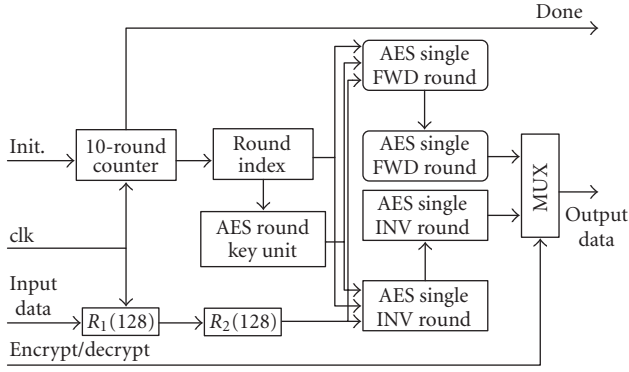 Done
AES single
FWD round
Init.
10-round
counter
Round
index
AES single
FWD round
MUX
AES single
INV round
Output
data
clk
AES round
key unit
Input
data
R₁(128)
R₂(128)
AES single
INV round
Encrypt/decrypt